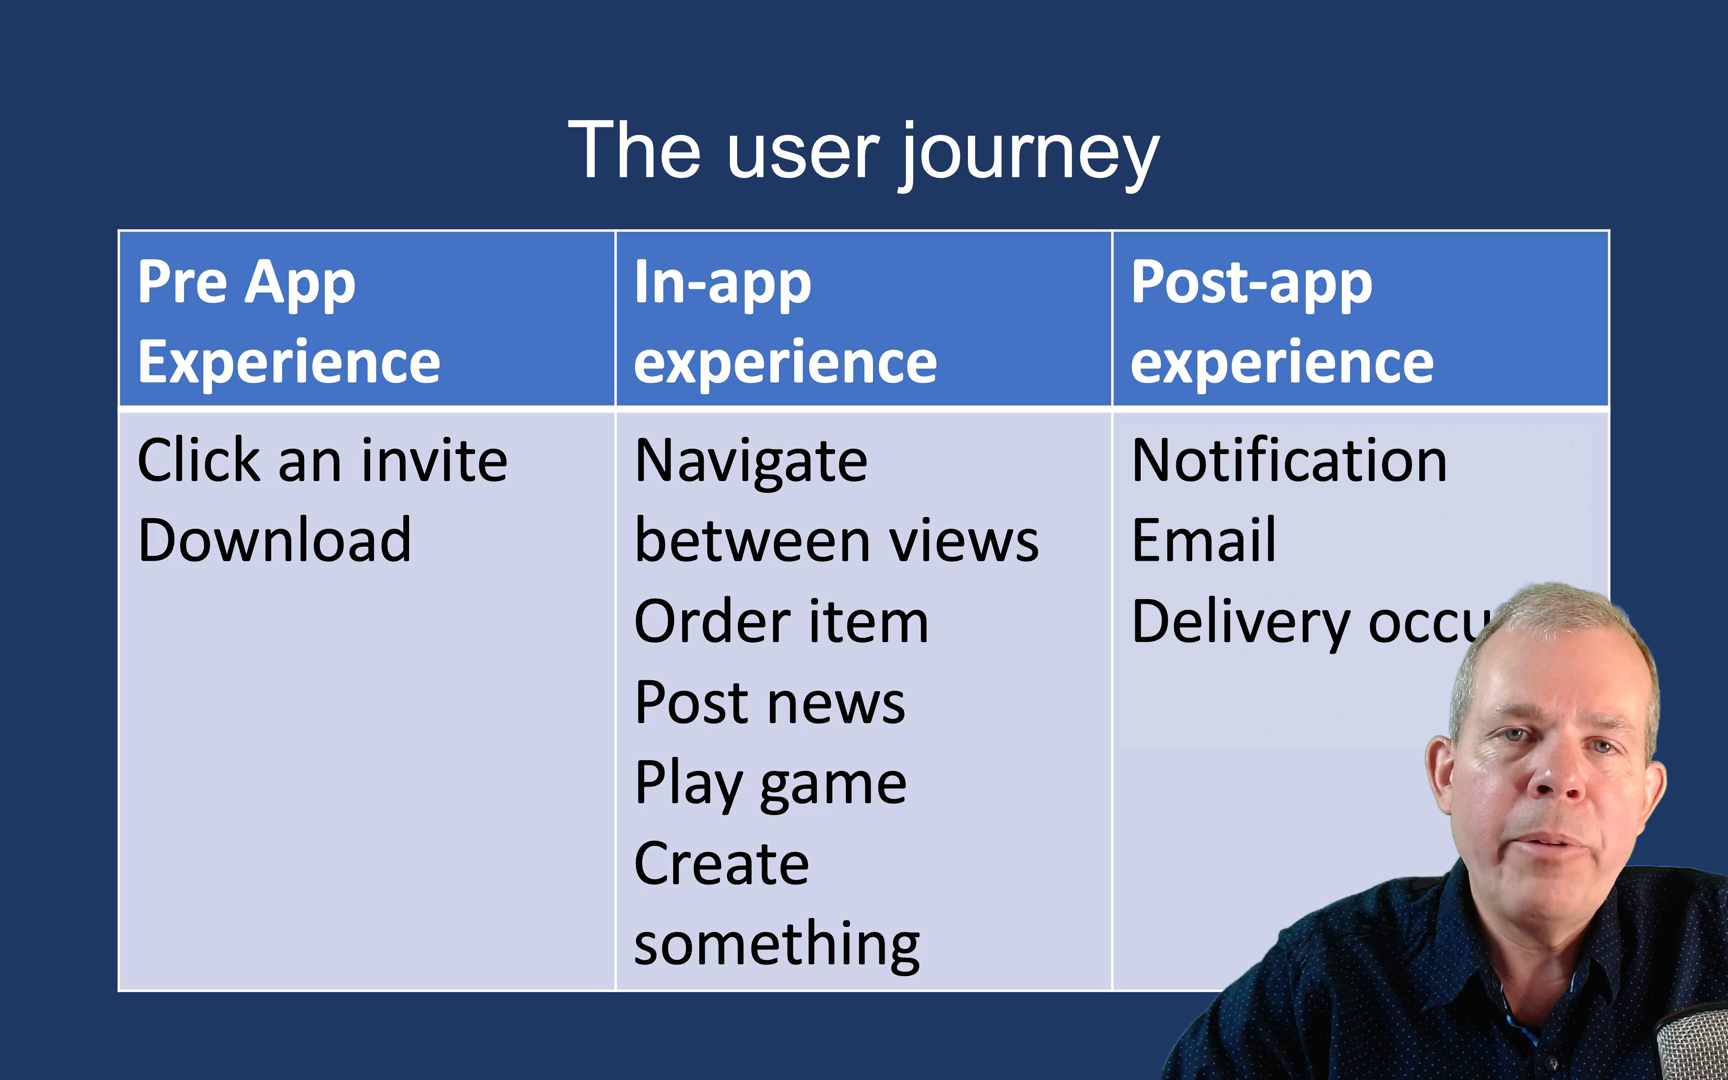 The user journey
Pre App
Experience
In-app
experience
Post-app
experience
Click an invite
Download
Navigate
between views
Order item
Post news
Play game
Create
something
Notification
Email
Delivery